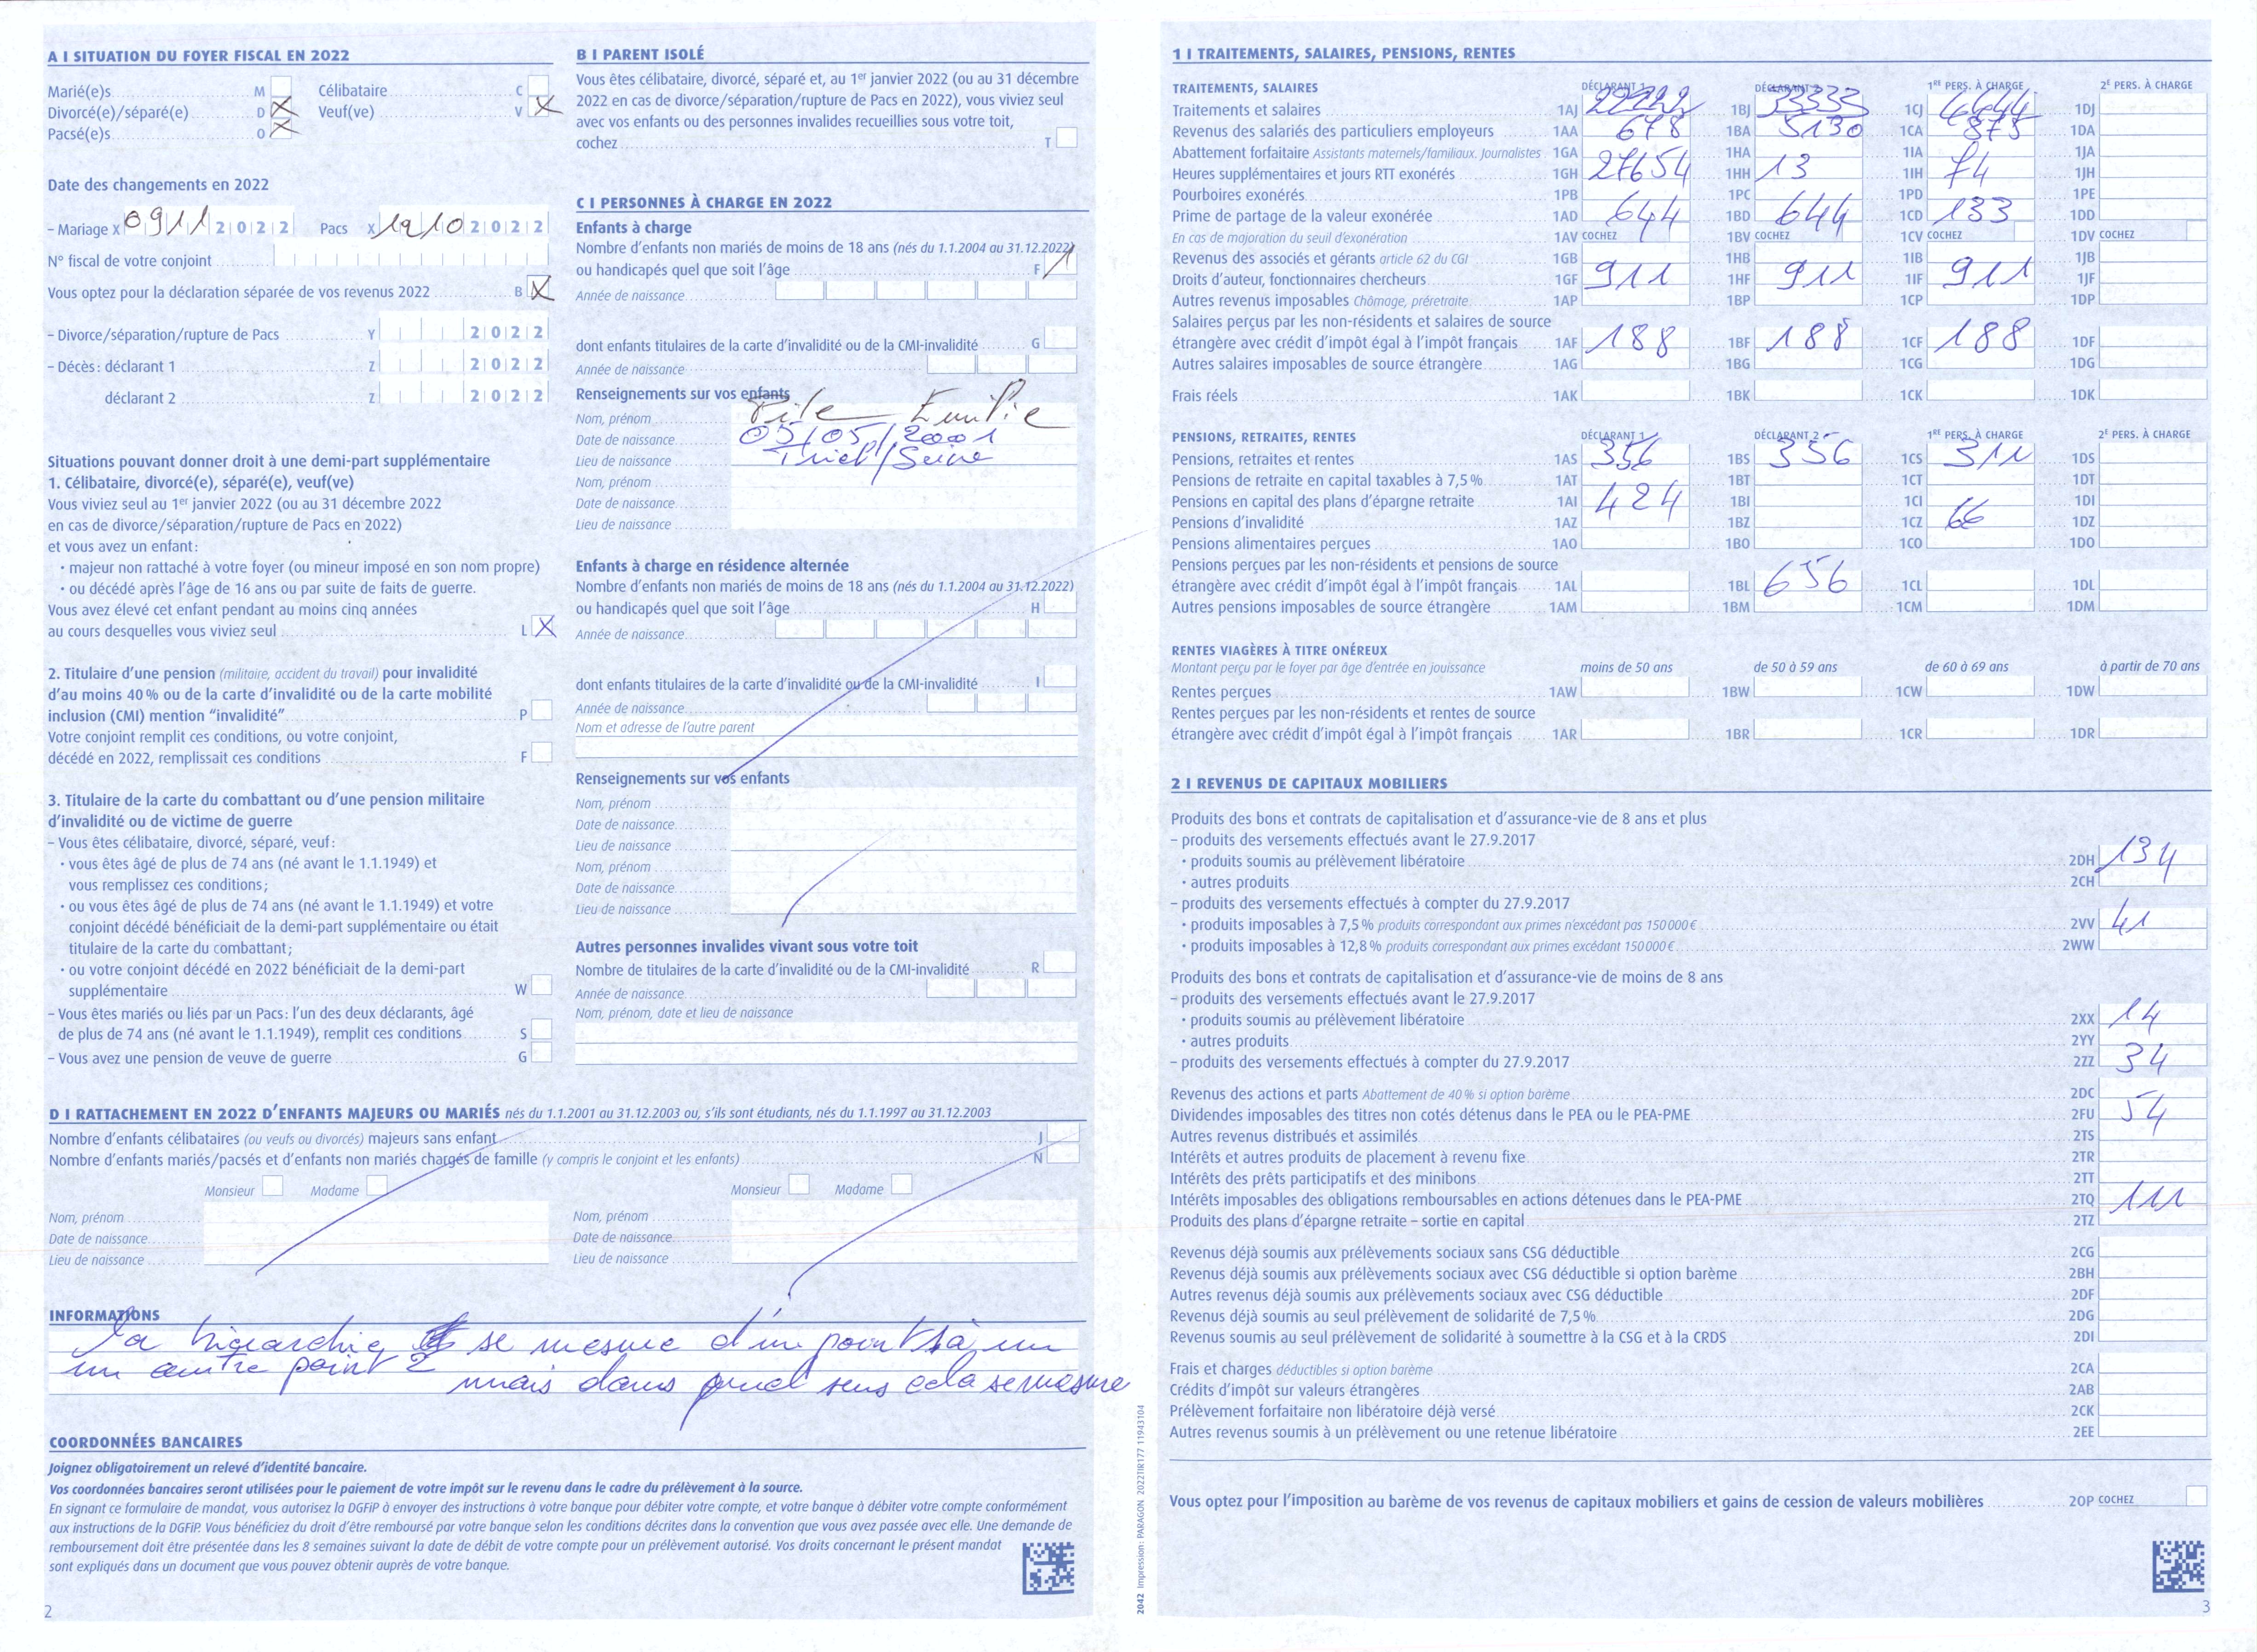 A I SITUATION DU FOYER FISCAL EN 2022
Marié(e)s M Célibataire C
Divorcé(e)/séparé(e) D X Veuf(ve) V X
Pacsé(e)s O X
Date des changements en 2022
– Mariage X 0911 2022 Pacs X 1910 2022
N° fiscal de votre conjoint
Vous optez pour la déclaration séparée de vos revenus 2022 B X
– Divorce/séparation/rupture de Pacs Y 2022
– Décès : déclarant 1 Z 2022
déclarant 2 Z 2022
Situations pouvant donner droit à une demi-part supplémentaire
1. Célibataire, divorcé(e), séparé(e), veuf(ve)
Vous viviez seul au 1er janvier 2022 (ou au 31 décembre 2022
en cas de divorce/séparation/rupture de Pacs en 2022)
et vous avez un enfant :
• majeur non rattaché à votre foyer (ou mineur imposé en son nom propre)
• ou décédé après l'âge de 16 ans ou par suite de faits de guerre.
Vous avez élevé cet enfant pendant au moins cinq années
au cours desquelles vous viviez seul L X
2. Titulaire d'une pension (militaire, accident du travail) pour invalidité
d'au moins 40 % ou de la carte d'invalidité ou de la carte mobilité
inclusion (CMI) mention “invalidité” P
Votre conjoint remplit ces conditions, ou votre conjoint,
décédé en 2022, remplissait ces conditions F
3. Titulaire de la carte du combattant ou d'une pension militaire
d'invalidité ou de victime de guerre
– Vous êtes célibataire, divorcé, séparé, veuf :
• vous êtes âgé de plus de 74 ans (né avant le 1.1.1949) et
vous remplissez ces conditions ;
• ou vous êtes âgé de plus de 74 ans (né avant le 1.1.1949) et votre
conjoint décédé bénéficiait de la demi-part supplémentaire ou était
titulaire de la carte du combattant ;
• ou votre conjoint décédé en 2022 bénéficiait de la demi-part
supplémentaire W
– Vous êtes mariés ou liés par un Pacs : l'un des deux déclarants, âgé
de plus de 74 ans (né avant le 1.1.1949), remplit ces conditions S
– Vous avez une pension de veuve de guerre G
B I PARENT ISOLÉ
Vous êtes célibataire, divorcé, séparé et, au 1er janvier 2022 (ou au 31 décembre
2022 en cas de divorce/séparation/rupture de Pacs en 2022), vous viviez seul
avec vos enfants ou des personnes invalides recueillies sous votre toit,
cochez T
C I PERSONNES À CHARGE EN 2022
Enfants à charge
Nombre d'enfants non mariés de moins de 18 ans (nés du 1.1.2004 au 31.12.2022)
ou handicapés quel que soit l'âge F 1
Année de naissance
dont enfants titulaires de la carte d'invalidité ou de la CMI-invalidité G
Année de naissance
Renseignements sur vos enfants
Nom, prénom Pile Emilie
Date de naissance 05/05/2001
Lieu de naissance Triel/Seine
Nom, prénom
Date de naissance
Lieu de naissance
Enfants à charge en résidence alternée
Nombre d'enfants non mariés de moins de 18 ans (nés du 1.1.2004 au 31.12.2022)
ou handicapés quel que soit l'âge H
Année de naissance
dont enfants titulaires de la carte d'invalidité ou de la CMI-invalidité I
Année de naissance
Nom et adresse de l'autre parent
Renseignements sur vos enfants
Nom, prénom
Date de naissance
Lieu de naissance
Nom, prénom
Date de naissance
Lieu de naissance
Autres personnes invalides vivant sous votre toit
Nombre de titulaires de la carte d'invalidité ou de la CMI-invalidité R
Année de naissance
Nom, prénom, date et lieu de naissance
D I RATTACHEMENT EN 2022 D'ENFANTS MAJEURS OU MARIÉS nés du 1.1.2001 au 31.12.2003 ou, s'ils sont étudiants, nés du 1.1.1997 au 31.12.2003
Nombre d'enfants célibataires (ou veufs ou divorcés) majeurs sans enfant J
Nombre d'enfants mariés/pacsés et d'enfants non mariés chargés de famille (y compris le conjoint et les enfants) N
Monsieur Madame Monsieur Madame
Nom, prénom Nom, prénom
Date de naissance Date de naissance
Lieu de naissance Lieu de naissance
INFORMATIONS
la hierarchie se mesure d'un point 1 à un
un autre point 2
mais dans quel sens cela se mesure
COORDONNÉES BANCAIRES
Joignez obligatoirement un relevé d'identité bancaire.
Vos coordonnées bancaires seront utilisées pour le paiement de votre impôt sur le revenu dans le cadre du prélèvement à la source.
En signant ce formulaire de mandat, vous autorisez la DGFiP à envoyer des instructions à votre banque pour débiter votre compte, et votre banque à débiter votre compte conformément
aux instructions de la DGFiP. Vous bénéficiez du droit d'être remboursé par votre banque selon les conditions décrites dans la convention que vous avez passée avec elle. Une demande de
remboursement doit être présentée dans les 8 semaines suivant la date de débit de votre compte pour un prélèvement autorisé. Vos droits concernant le présent mandat
sont expliqués dans un document que vous pouvez obtenir auprès de votre banque.
2
2042 Impression : PARAGON 2022TIR177 11943104
1 I TRAITEMENTS, SALAIRES, PENSIONS, RENTES
TRAITEMENTS, SALAIRES DÉCLARANT 1 DÉCLARANT 2 1RE PERS. À CHARGE 2E PERS. À CHARGE
Traitements et salaires 1AJ 22222 1BJ 33333 1CJ 4444 1DJ
Revenus des salariés des particuliers employeurs 1AA 678 1BA 5130 1CA 875 1DA
Abattement forfaitaire Assistants maternels/familiaux, Journalistes 1GA 1HA 1IA 1JA
Heures supplémentaires et jours RTT exonérés 1GH 27654 1HH 13 1IH 74 1JH
Pourboires exonérés 1PB 1PC 1PD 1PE
Prime de partage de la valeur exonérée 1AD 644 1BD 644 1CD 133 1DD
En cas de majoration du seuil d'exonération 1AV COCHEZ 1BV COCHEZ 1CV COCHEZ 1DV COCHEZ
Revenus des associés et gérants article 62 du CGI 1GB 1HB 1IB 1JB
Droits d'auteur, fonctionnaires chercheurs 1GF 911 1HF 911 1IF 911 1JF
Autres revenus imposables Chômage, préretraite 1AP 1BP 1CP 1DP
Salaires perçus par les non-résidents et salaires de source
étrangère avec crédit d'impôt égal à l'impôt français 1AF 188 1BF 188 1CF 188 1DF
Autres salaires imposables de source étrangère 1AG 1BG 1CG 1DG
Frais réels 1AK 1BK 1CK 1DK
PENSIONS, RETRAITES, RENTES DÉCLARANT 1 DÉCLARANT 2 1RE PERS. À CHARGE 2E PERS. À CHARGE
Pensions, retraites et rentes 1AS 356 1BS 356 1CS 311 1DS
Pensions de retraite en capital taxables à 7,5 % 1AT 1BT 1CT 1DT
Pensions en capital des plans d'épargne retraite 1AI 424 1BI 1CI 1DI
Pensions d'invalidité 1AZ 1BZ 1CZ 66 1DZ
Pensions alimentaires perçues 1AO 1BO 1CO 1DO
Pensions perçues par les non-résidents et pensions de source
étrangère avec crédit d'impôt égal à l'impôt français 1AL 1BL 656 1CL 1DL
Autres pensions imposables de source étrangère 1AM 1BM 1CM 1DM
RENTES VIAGÈRES À TITRE ONÉREUX
Montant perçu par le foyer par âge d'entrée en jouissance moins de 50 ans de 50 à 59 ans de 60 à 69 ans à partir de 70 ans
Rentes perçues 1AW 1BW 1CW 1DW
Rentes perçues par les non-résidents et rentes de source
étrangère avec crédit d'impôt égal à l'impôt français 1AR 1BR 1CR 1DR
2 I REVENUS DE CAPITAUX MOBILIERS
Produits des bons et contrats de capitalisation et d'assurance-vie de 8 ans et plus
– produits des versements effectués avant le 27.9.2017
• produits soumis au prélèvement libératoire 2DH 134
• autres produits 2CH
– produits des versements effectués à compter du 27.9.2017
• produits imposables à 7,5 % produits correspondant aux primes n'excédant pas 150 000 € 2VV 41
• produits imposables à 12,8 % produits correspondant aux primes excédant 150 000 € 2WW
Produits des bons et contrats de capitalisation et d'assurance-vie de moins de 8 ans
– produits des versements effectués avant le 27.9.2017
• produits soumis au prélèvement libératoire 2XX 14
• autres produits 2YY
– produits des versements effectués à compter du 27.9.2017 2ZZ 34
Revenus des actions et parts Abattement de 40 % si option barème 2DC
Dividendes imposables des titres non cotés détenus dans le PEA ou le PEA-PME 2FU 54
Autres revenus distribués et assimilés 2TS
Intérêts et autres produits de placement à revenu fixe 2TR
Intérêts des prêts participatifs et des minibons 2TT
Intérêts imposables des obligations remboursables en actions détenues dans le PEA-PME 2TQ 111
Produits des plans d'épargne retraite – sortie en capital 2TZ
Revenus déjà soumis aux prélèvements sociaux sans CSG déductible 2CG
Revenus déjà soumis aux prélèvements sociaux avec CSG déductible si option barème 2BH
Autres revenus déjà soumis aux prélèvements sociaux avec CSG déductible 2DF
Revenus déjà soumis au seul prélèvement de solidarité de 7,5 % 2DG
Revenus soumis au seul prélèvement de solidarité à soumettre à la CSG et à la CRDS 2DI
Frais et charges déductibles si option barème 2CA
Crédits d'impôt sur valeurs étrangères 2AB
Prélèvement forfaitaire non libératoire déjà versé 2CK
Autres revenus soumis à un prélèvement ou une retenue libératoire 2EE
Vous optez pour l'imposition au barème de vos revenus de capitaux mobiliers et gains de cession de valeurs mobilières 2OP COCHEZ
3